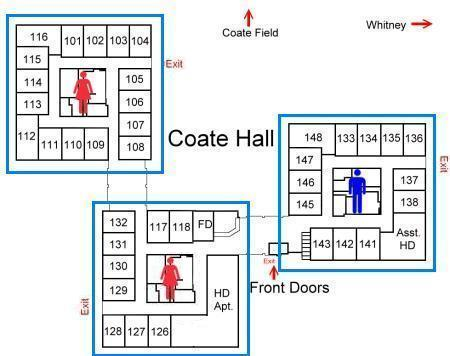 Coate Field
Whitney
116 101 102 103 104
115
Exit
114 105
113 106
107
112 111 110 109 108
Coate Hall
148 133 134 135 136
147
Exit
146 137
145 138
Asst.
HD
143 142 141
132 117 118 FD
131
130
129
Exit
HD
Apt.
128 127 126
Exit
Front Doors